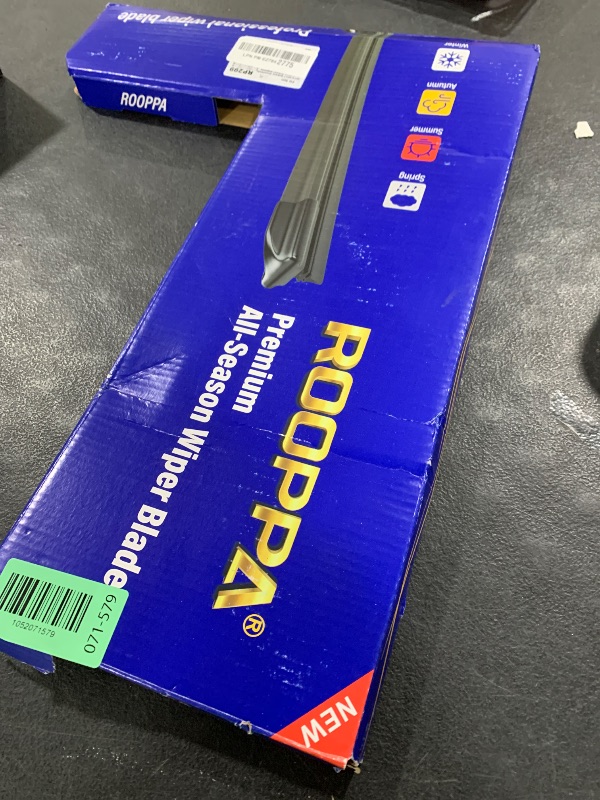 Professional wiper blade
ROOPPA
RP299
Winter
Autumn
Summer
Spring
ROOPPA®
Premium
All-Season Wiper Blade
1052071579
071-579
NEW